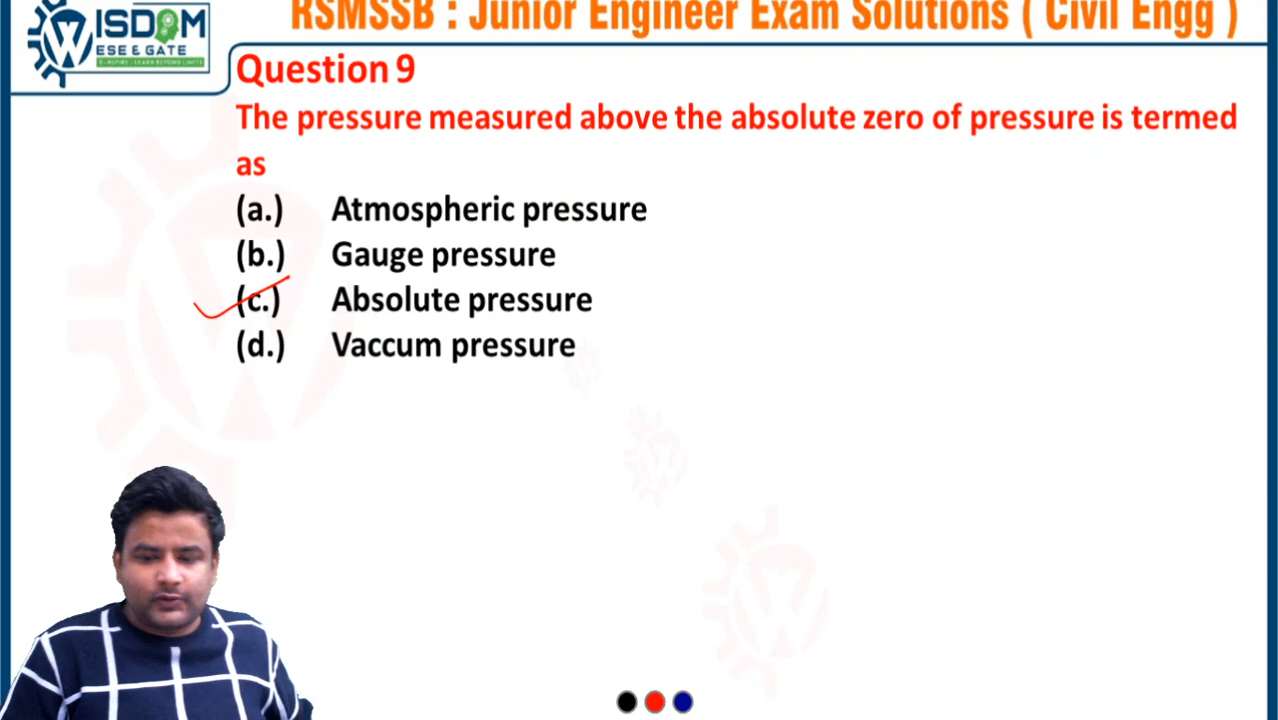 RSMSSB : Junior Engineer Exam Solutions ( Civil Engg )
WISDOM
ESE & GATE
Question 9
The pressure measured above the absolute zero of pressure is termed
as
(a.) Atmospheric pressure
(b.) Gauge pressure
(c.) Absolute pressure
(d.) Vaccum pressure